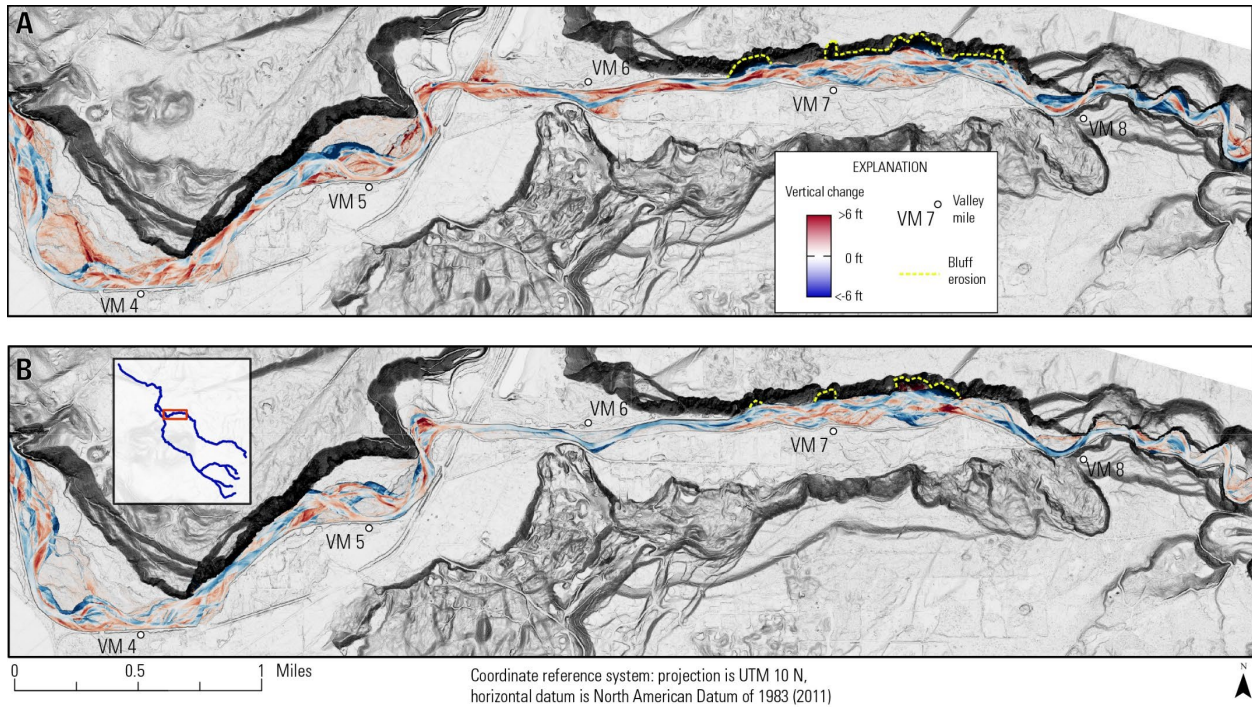 A
VM 6
VM 7
VM 8
VM 5
VM 4
EXPLANATION
Vertical change
>6 ft
0 ft
<-6 ft
VM 7
Valley
mile
Bluff
erosion
B
VM 6
VM 7
VM 8
VM 5
VM 4
0
0.5
1
Miles
Coordinate reference system: projection is UTM 10 N,
horizontal datum is North American Datum of 1983 (2011)
N